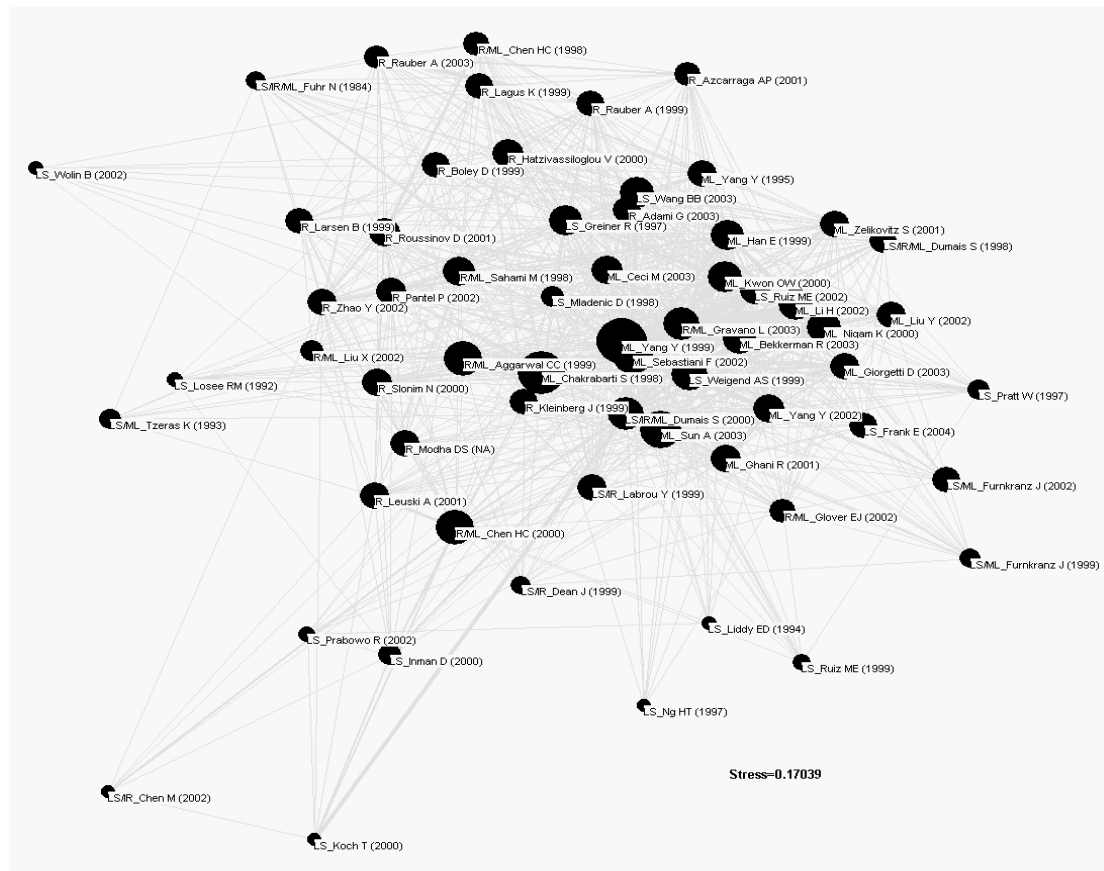 R/ML_Chen HC (1998)
IR_Rauber A (2003)
IR_Azcarraga AP (2001)
LS/IR/ML_Fuhr N (1984)
IR_Lagus K (1999)
IR_Rauber A (1999)
IR_Hatzivassiloglou V (2000)
LS_Wolin B (2002)
IR_Boley D (1999)
ML_Yang Y (1995)
LS_Wang BB (2003)
IR_Adami G (2003)
IR_Larsen B (1999)
LS_Greiner R (1997)
ML_Zelikovitz S (2001)
IR_Roussinov D (2001)
ML_Han E (1999)
LS/IR/ML_Dumais S (1998)
IR/ML_Sahami M (1998)
ML_Ceci M (2003)
ML_Kwon OW (2000)
IR_Pantel P (2002)
LS_Ruiz ME (2002)
LS_Mladenic D (1998)
IR_Zhao Y (2002)
ML_Li H (2002)
ML_Liu Y (2002)
IR/ML_Gravano L (2003)
ML_Nigam K (2000)
ML_Bekkerman R (2003)
ML_Yang Y (1999)
R/ML_Liu X (2002)
ML_Sebastiani F (2002)
R/ML_Aggarwal CC (1999)
ML_Giorgetti D (2003)
ML_Chakrabarti S (1998)
LS_Weigend AS (1999)
LS_Losee RM (1992)
IR_Slonim N (2000)
LS_Pratt W (1997)
IR_Kleinberg J (1999)
ML_Yang Y (2002)
LS/IR/ML_Dumais S (2000)
LS/ML_Tzeras K (1993)
LS_Frank E (2004)
ML_Sun A (2003)
IR_Modha DS (NA)
ML_Ghani R (2001)
LS/ML_Furnkranz J (2002)
LS/IR_Labrou Y (1999)
IR_Leuski A (2001)
IR/ML_Glover EJ (2002)
IR/ML_Chen HC (2000)
LS/ML_Furnkranz J (1999)
LS/IR_Dean J (1999)
LS_Liddy ED (1994)
LS_Prabowo R (2002)
LS_Inman D (2000)
LS_Ruiz ME (1999)
LS_Ng HT (1997)
Stress=0.17039
LS/IR_Chen M (2002)
LS_Koch T (2000)